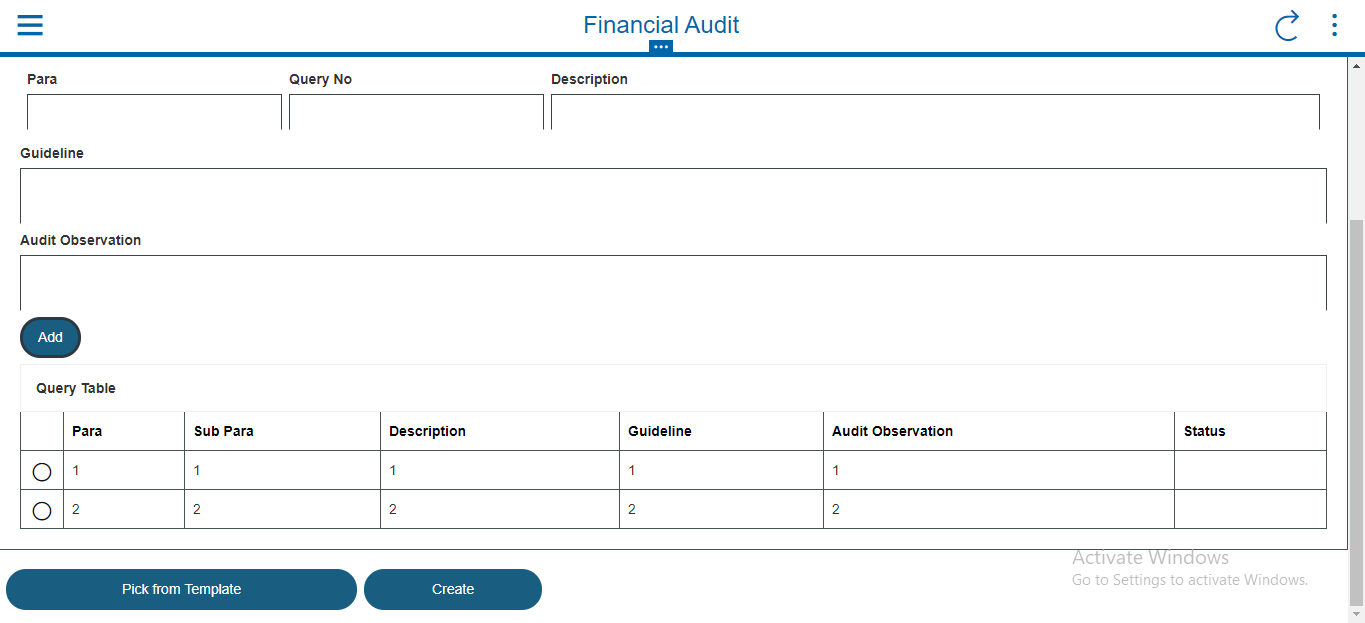 Financial Audit
Para Query No Description
Guideline
Audit Observation
Add
Query Table
Para Sub Para Description Guideline Audit Observation Status
1 1 1 1 1
2 2 2 2 2
Activate Windows
Go to Settings to activate Windows.
Pick from Template Create